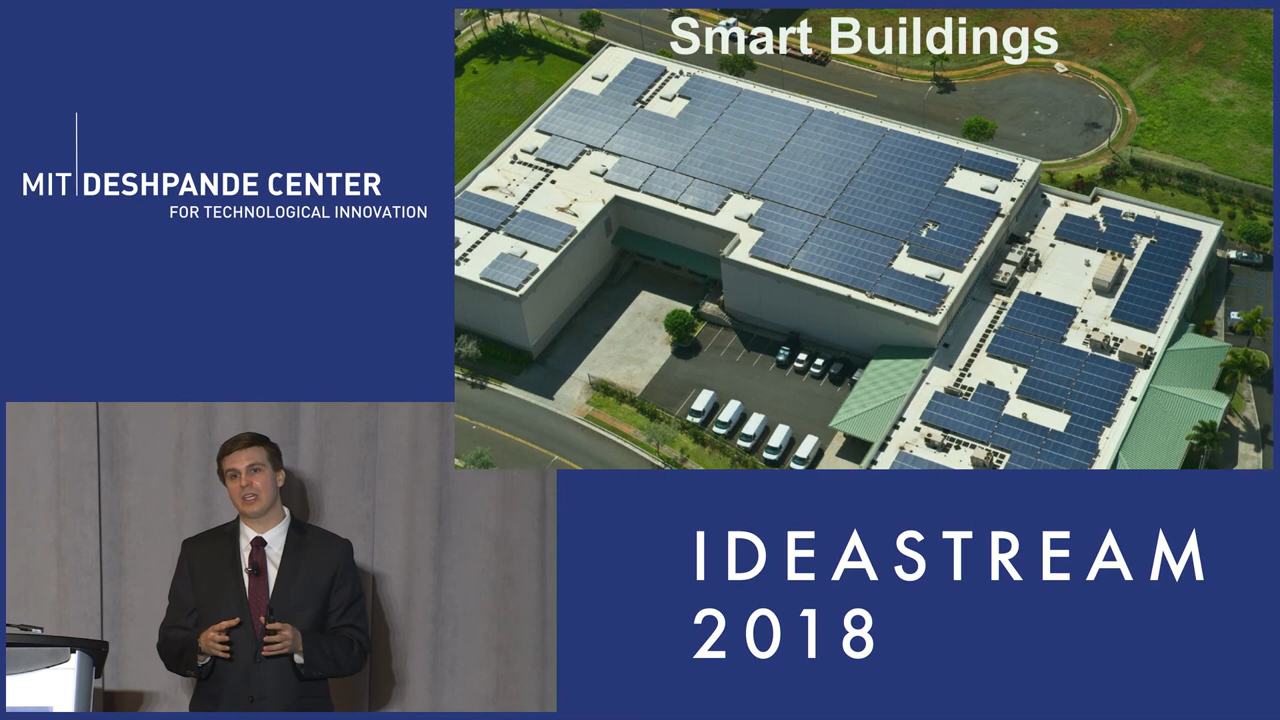 Smart Buildings
MIT DESHPANDE CENTER
FOR TECHNOLOGICAL INNOVATION
IDEASTREAM
2018